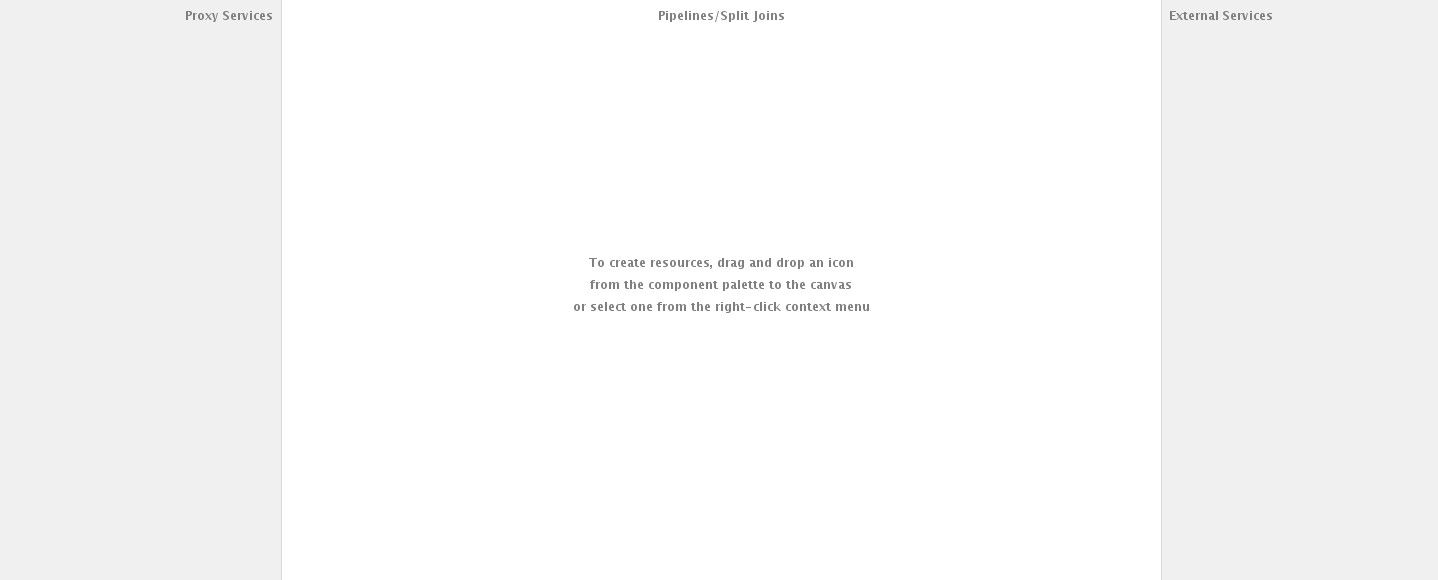 Proxy Services
Pipelines/Split Joins
External Services
To create resources, drag and drop an icon
from the component palette to the canvas
or select one from the right-click context menu